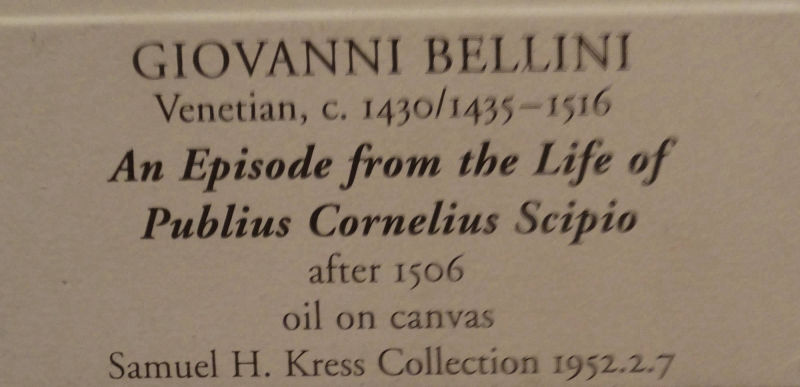 GIOVANNI BELLINI
Venetian, c. 1430/1435–1516
An Episode from the Life of
Publius Cornelius Scipio
after 1506
oil on canvas
Samuel H. Kress Collection 1952.2.7